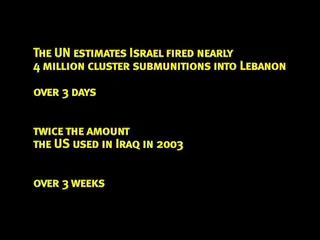 The UN estimates Israel fired nearly
4 million cluster submunitions into Lebanon
over 3 days
twice the amount
the US used in Iraq in 2003
over 3 weeks